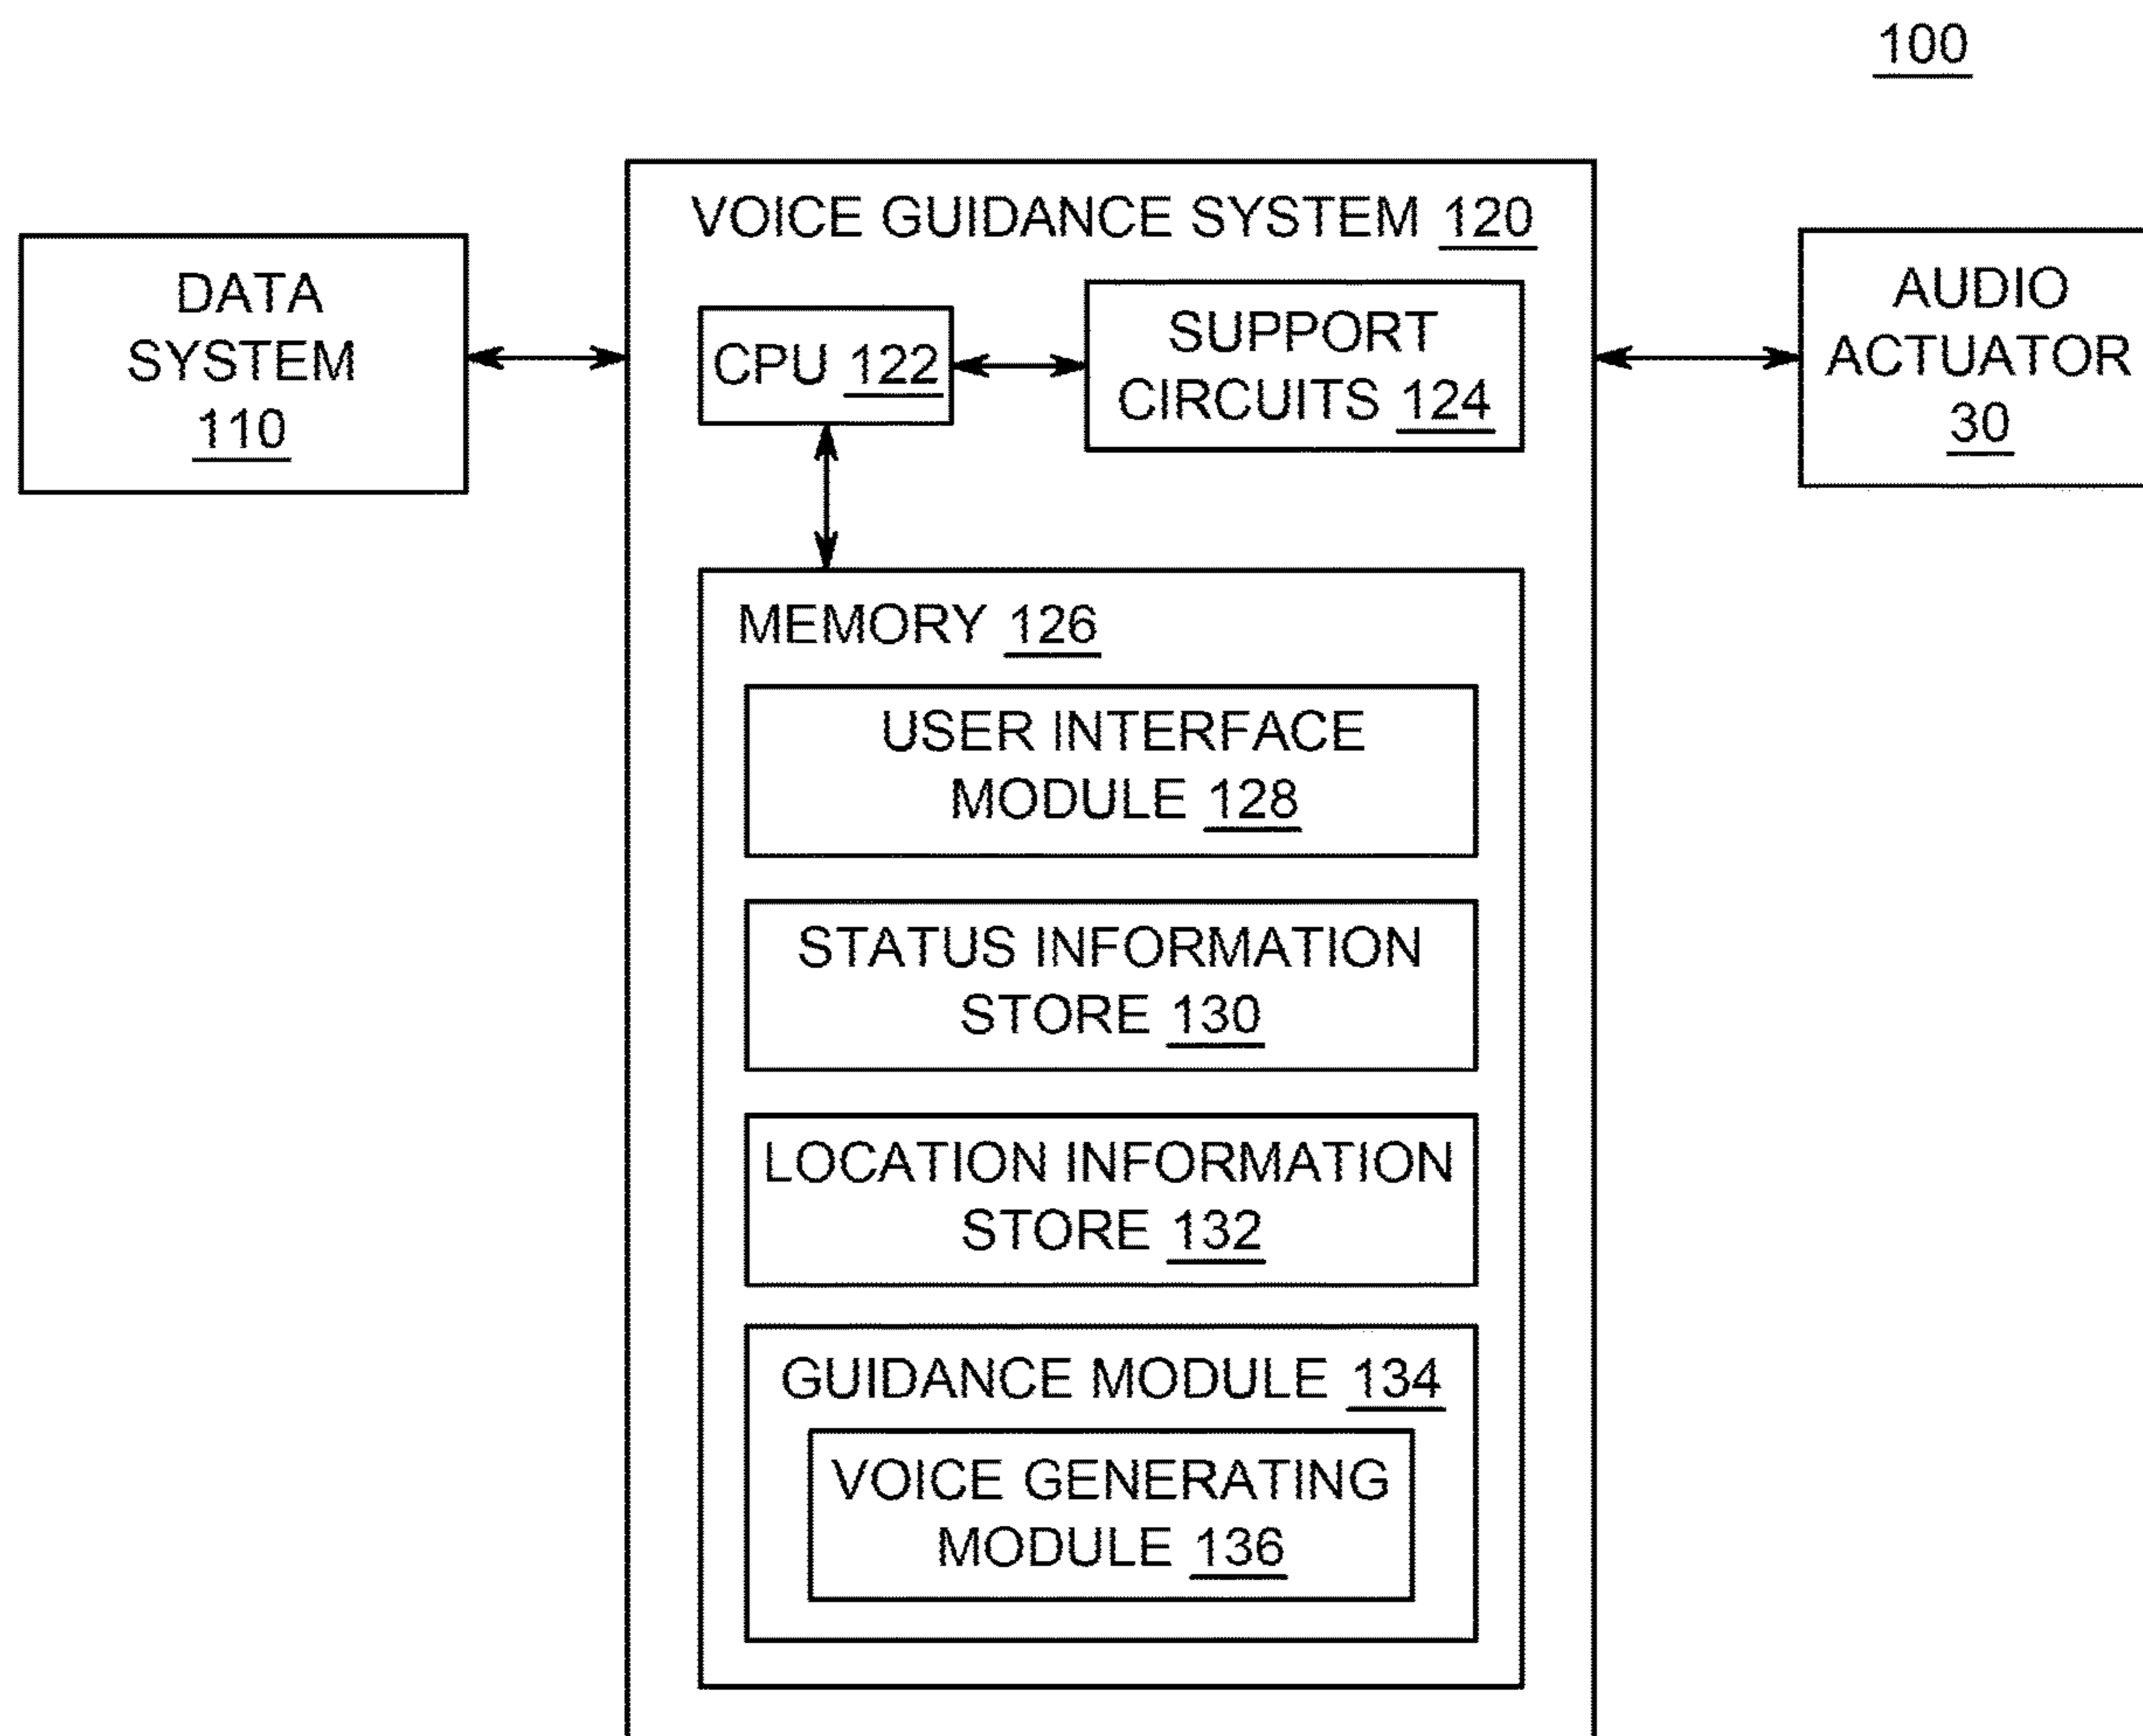 100
VOICE GUIDANCE SYSTEM 120
DATA
SYSTEM
110
CPU 122
SUPPORT
CIRCUITS 124
AUDIO
ACTUATOR
30
MEMORY 126
USER INTERFACE
MODULE 128
STATUS INFORMATION
STORE 130
LOCATION INFORMATION
STORE 132
GUIDANCE MODULE 134
VOICE GENERATING
MODULE 136